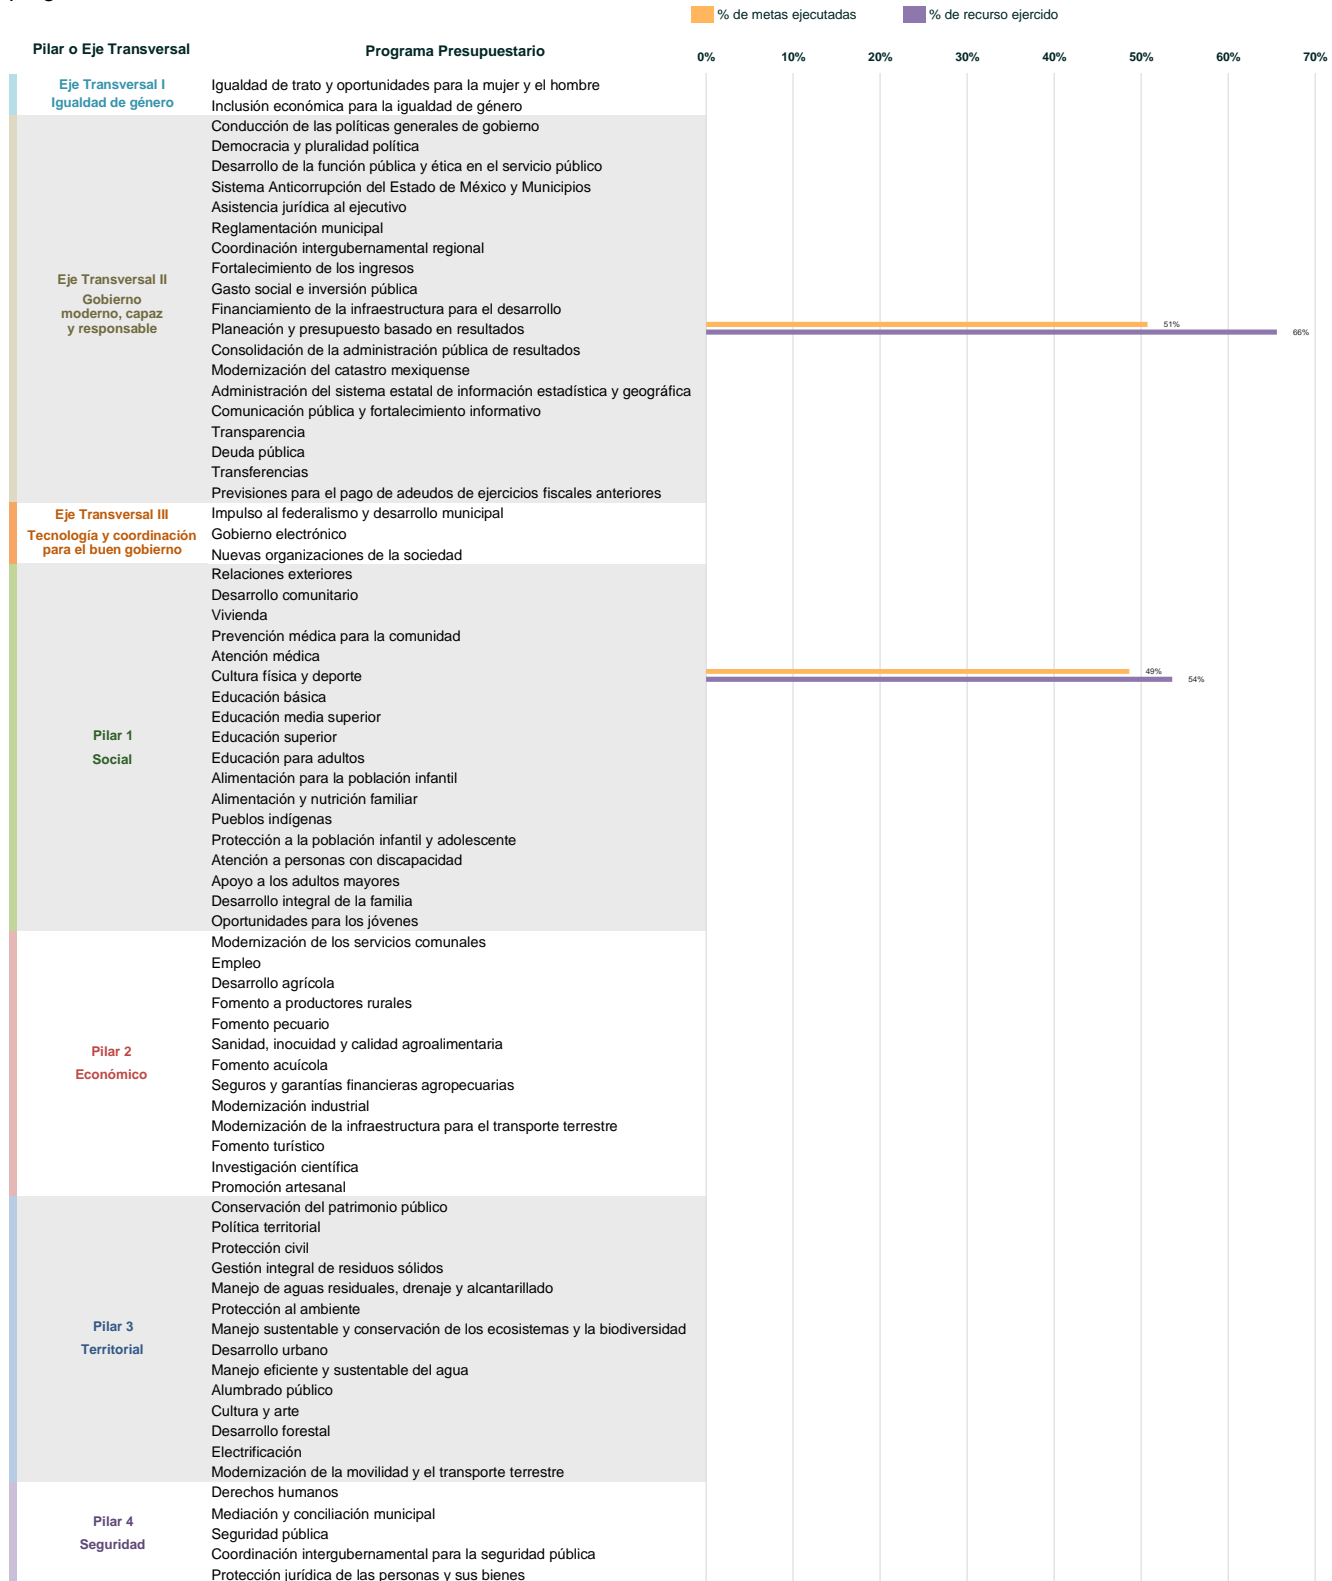 % de metas ejecutadas % de recurso ejercido
Pilar o Eje Transversal Programa Presupuestario 0% 10% 20% 30% 40% 50% 60% 70%
Eje Transversal I
Igualdad de género
Igualdad de trato y oportunidades para la mujer y el hombre
Inclusión económica para la igualdad de género
Eje Transversal II
Gobierno
moderno, capaz
y responsable
Conducción de las políticas generales de gobierno
Democracia y pluralidad política
Desarrollo de la función pública y ética en el servicio público
Sistema Anticorrupción del Estado de México y Municipios
Asistencia jurídica al ejecutivo
Reglamentación municipal
Coordinación intergubernamental regional
Fortalecimiento de los ingresos
Gasto social e inversión pública
Financiamiento de la infraestructura para el desarrollo
Planeación y presupuesto basado en resultados
51%
66%
Consolidación de la administración pública de resultados
Modernización del catastro mexiquense
Administración del sistema estatal de información estadística y geográfica
Comunicación pública y fortalecimiento informativo
Transparencia
Deuda pública
Transferencias
Previsiones para el pago de adeudos de ejercicios fiscales anteriores
Eje Transversal III
Tecnología y coordinación
para el buen gobierno
Impulso al federalismo y desarrollo municipal
Gobierno electrónico
Nuevas organizaciones de la sociedad
Pilar 1
Social
Relaciones exteriores
Desarrollo comunitario
Vivienda
Prevención médica para la comunidad
Atención médica
Cultura física y deporte
49%
54%
Educación básica
Educación media superior
Educación superior
Educación para adultos
Alimentación para la población infantil
Alimentación y nutrición familiar
Pueblos indígenas
Protección a la población infantil y adolescente
Atención a personas con discapacidad
Apoyo a los adultos mayores
Desarrollo integral de la familia
Oportunidades para los jóvenes
Pilar 2
Económico
Modernización de los servicios comunales
Empleo
Desarrollo agrícola
Fomento a productores rurales
Fomento pecuario
Sanidad, inocuidad y calidad agroalimentaria
Fomento acuícola
Seguros y garantías financieras agropecuarias
Modernización industrial
Modernización de la infraestructura para el transporte terrestre
Fomento turístico
Investigación científica
Promoción artesanal
Pilar 3
Territorial
Conservación del patrimonio público
Política territorial
Protección civil
Gestión integral de residuos sólidos
Manejo de aguas residuales, drenaje y alcantarillado
Protección al ambiente
Manejo sustentable y conservación de los ecosistemas y la biodiversidad
Desarrollo urbano
Manejo eficiente y sustentable del agua
Alumbrado público
Cultura y arte
Desarrollo forestal
Electrificación
Modernización de la movilidad y el transporte terrestre
Pilar 4
Seguridad
Derechos humanos
Mediación y conciliación municipal
Seguridad pública
Coordinación intergubernamental para la seguridad pública
Protección jurídica de las personas y sus bienes